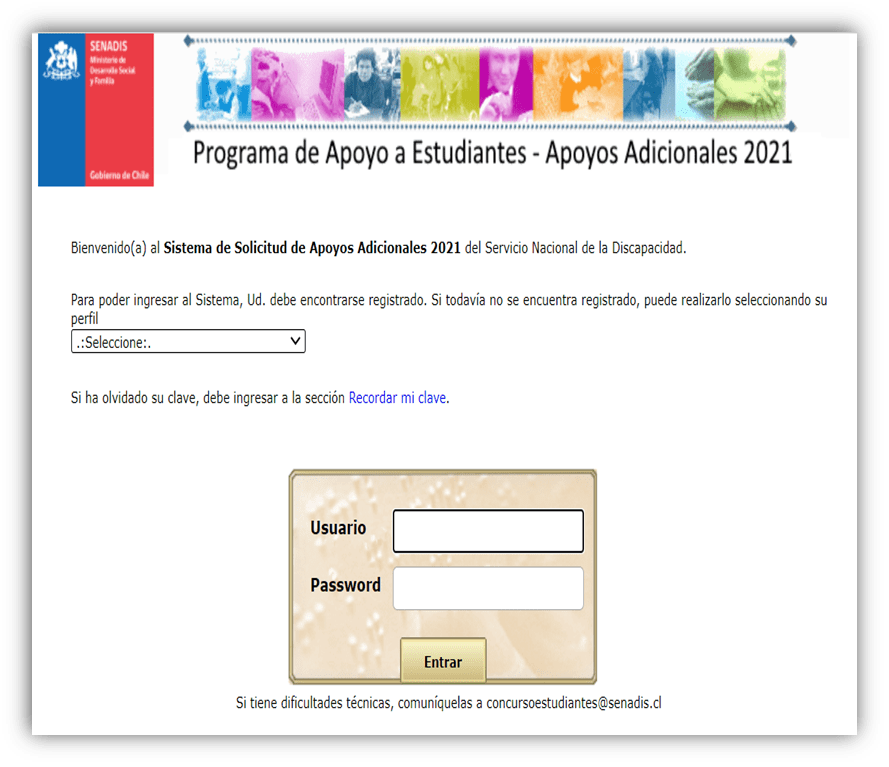 SENADIS
Ministerio de
Desarrollo Social
y Familia
Gobierno de Chile
Programa de Apoyo a Estudiantes - Apoyos Adicionales 2021
Bienvenido(a) al Sistema de Solicitud de Apoyos Adicionales 2021 del Servicio Nacional de la Discapacidad.
Para poder ingresar al Sistema, Ud. debe encontrarse registrado. Si todavía no se encuentra registrado, puede realizarlo seleccionando su
perfil
.:Seleccione:.
Si ha olvidado su clave, debe ingresar a la sección Recordar mi clave.
Usuario
Password
Entrar
Si tiene dificultades técnicas, comuníquelas a concursoestudiantes@senadis.cl